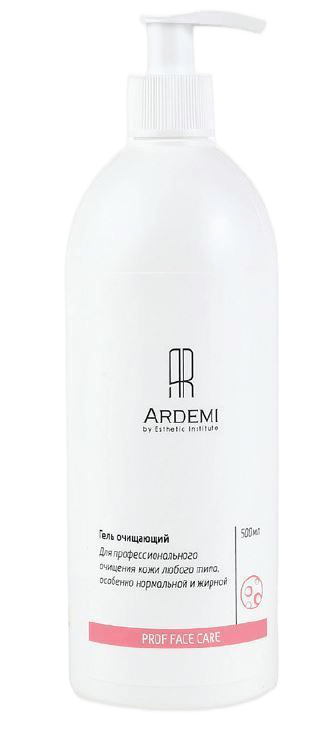 ARDEMI
by Esthetic Institute
Гель очищающий
Для профессионального
очищения кожи любого типа,
особенно нормальной и жирной
500 мл
PROF FACE CARE